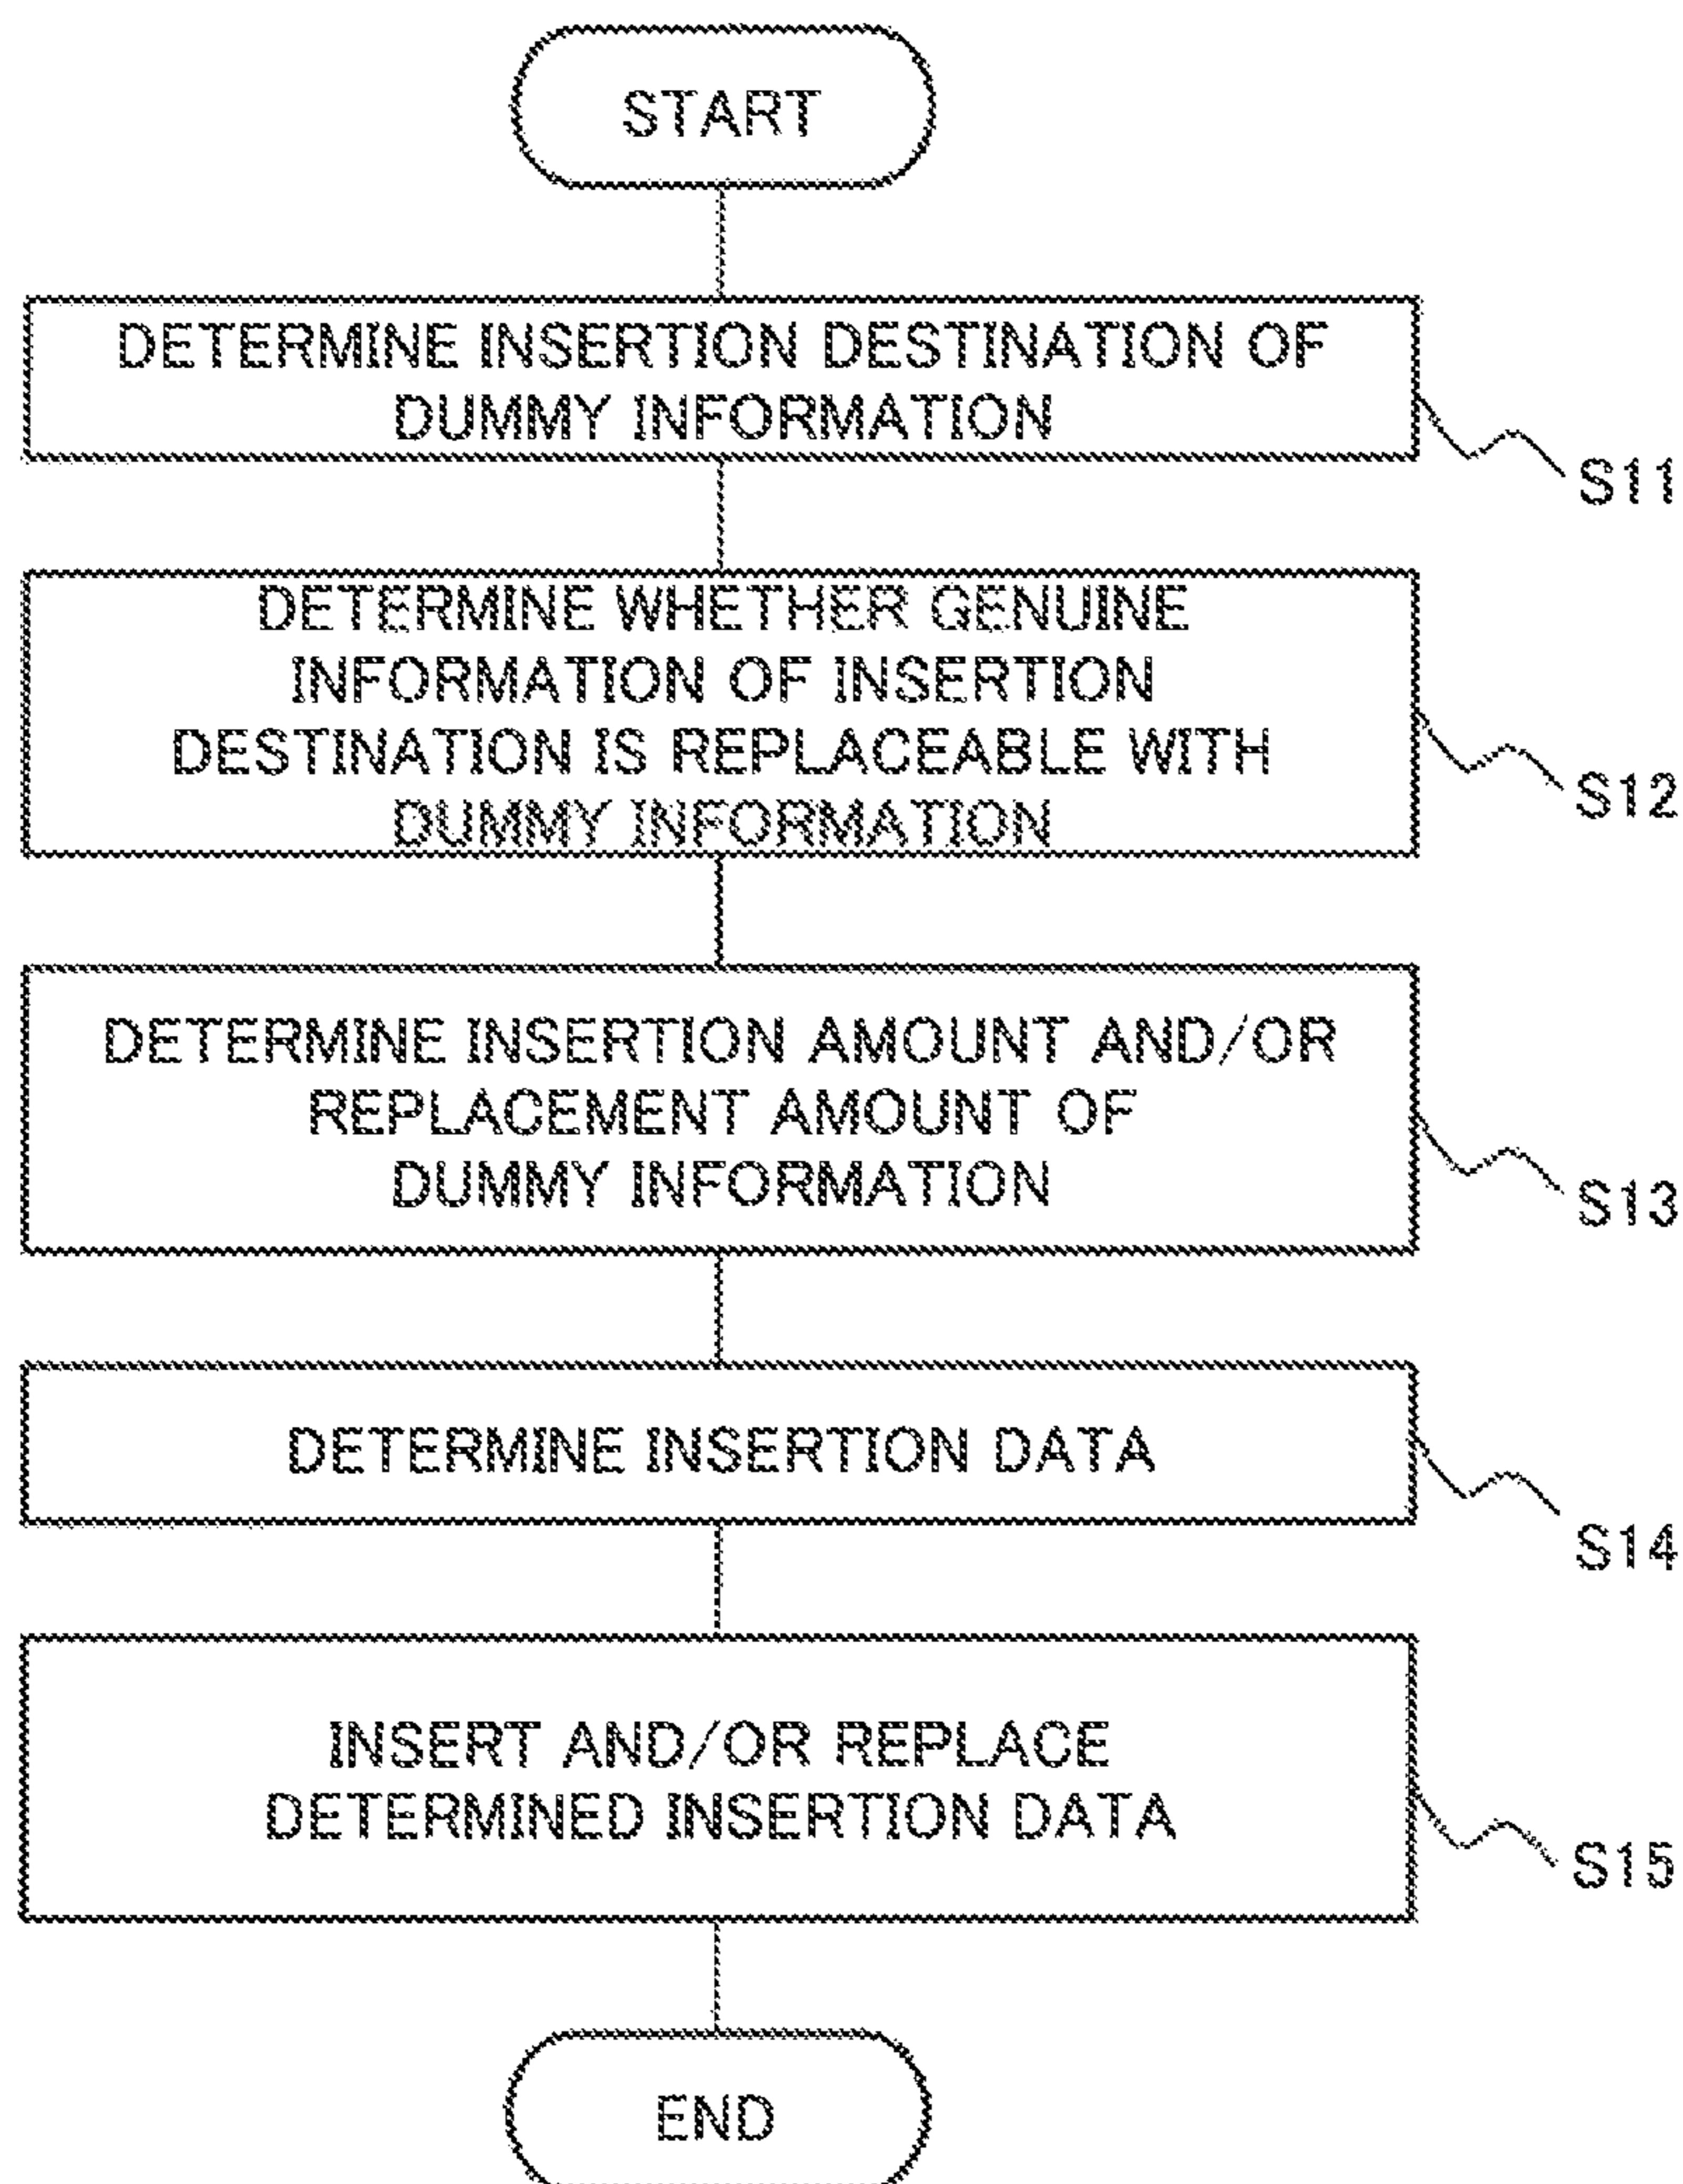 START
DETERMINE INSERTION DESTINATION OF
DUMMY INFORMATION
S11
DETERMINE WHETHER GENUINE
INFORMATION OF INSERTION
DESTINATION IS REPLACEABLE WITH
DUMMY INFORMATION
S12
DETERMINE INSERTION AMOUNT AND/OR
REPLACEMENT AMOUNT OF
DUMMY INFORMATION
S13
DETERMINE INSERTION DATA
S14
INSERT AND/OR REPLACE
DETERMINED INSERTION DATA
S15
END